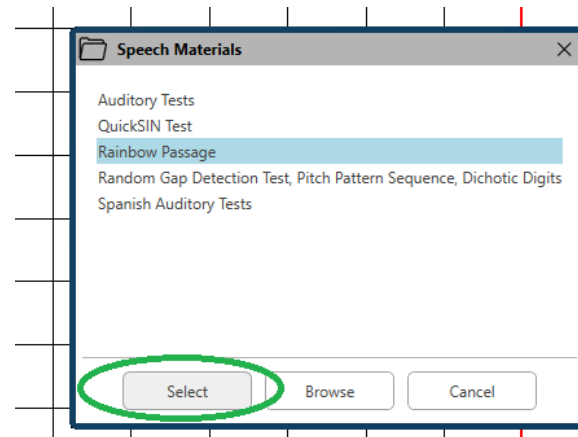 Speech Materials
Auditory Tests
QuickSIN Test
Rainbow Passage
Random Gap Detection Test, Pitch Pattern Sequence, Dichotic Digits
Spanish Auditory Tests
Select Browse Cancel